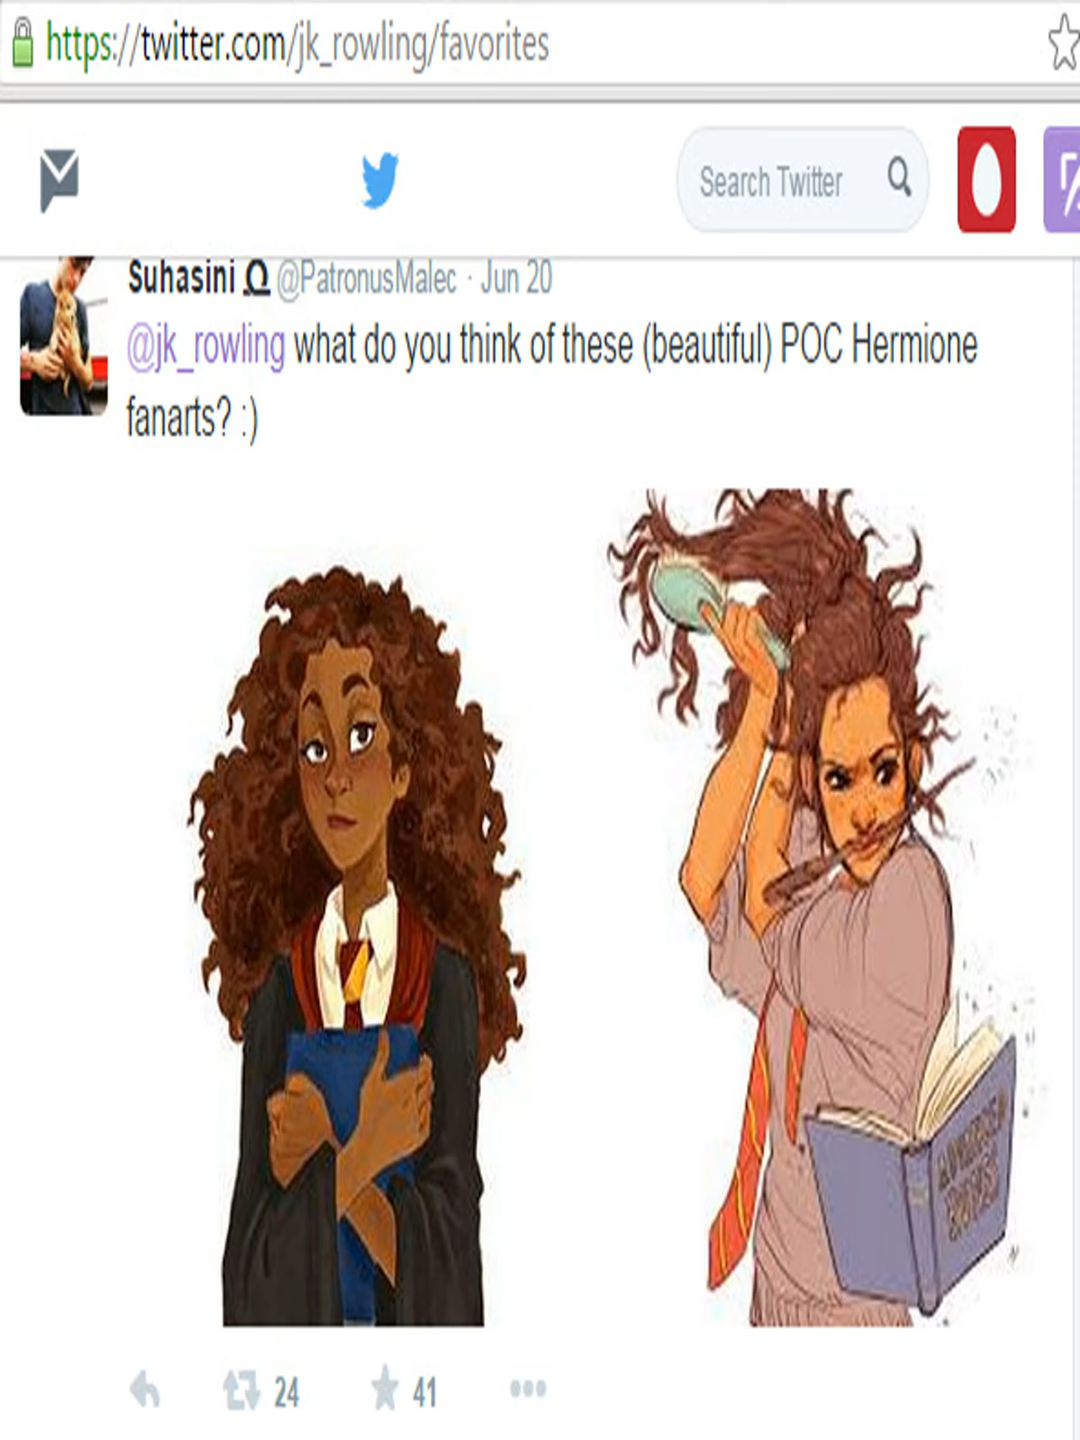 https://twitter.com/jk_rowling/favorites
Search Twitter
Suhasini Ω @PatronusMalec · Jun 20
@jk_rowling what do you think of these (beautiful) POC Hermione
fanarts? :)
24 41